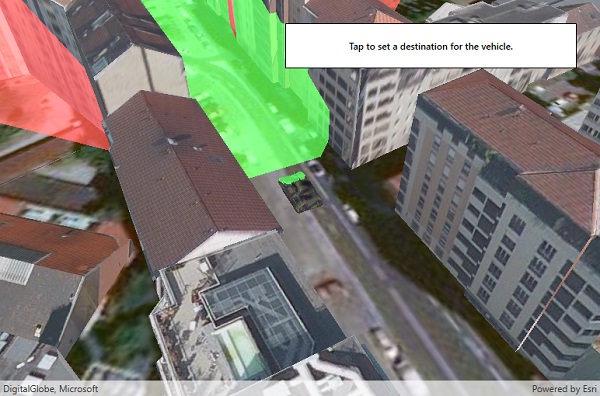 Tap to set a destination for the vehicle.
DigitalGlobe, Microsoft
Powered by Esri